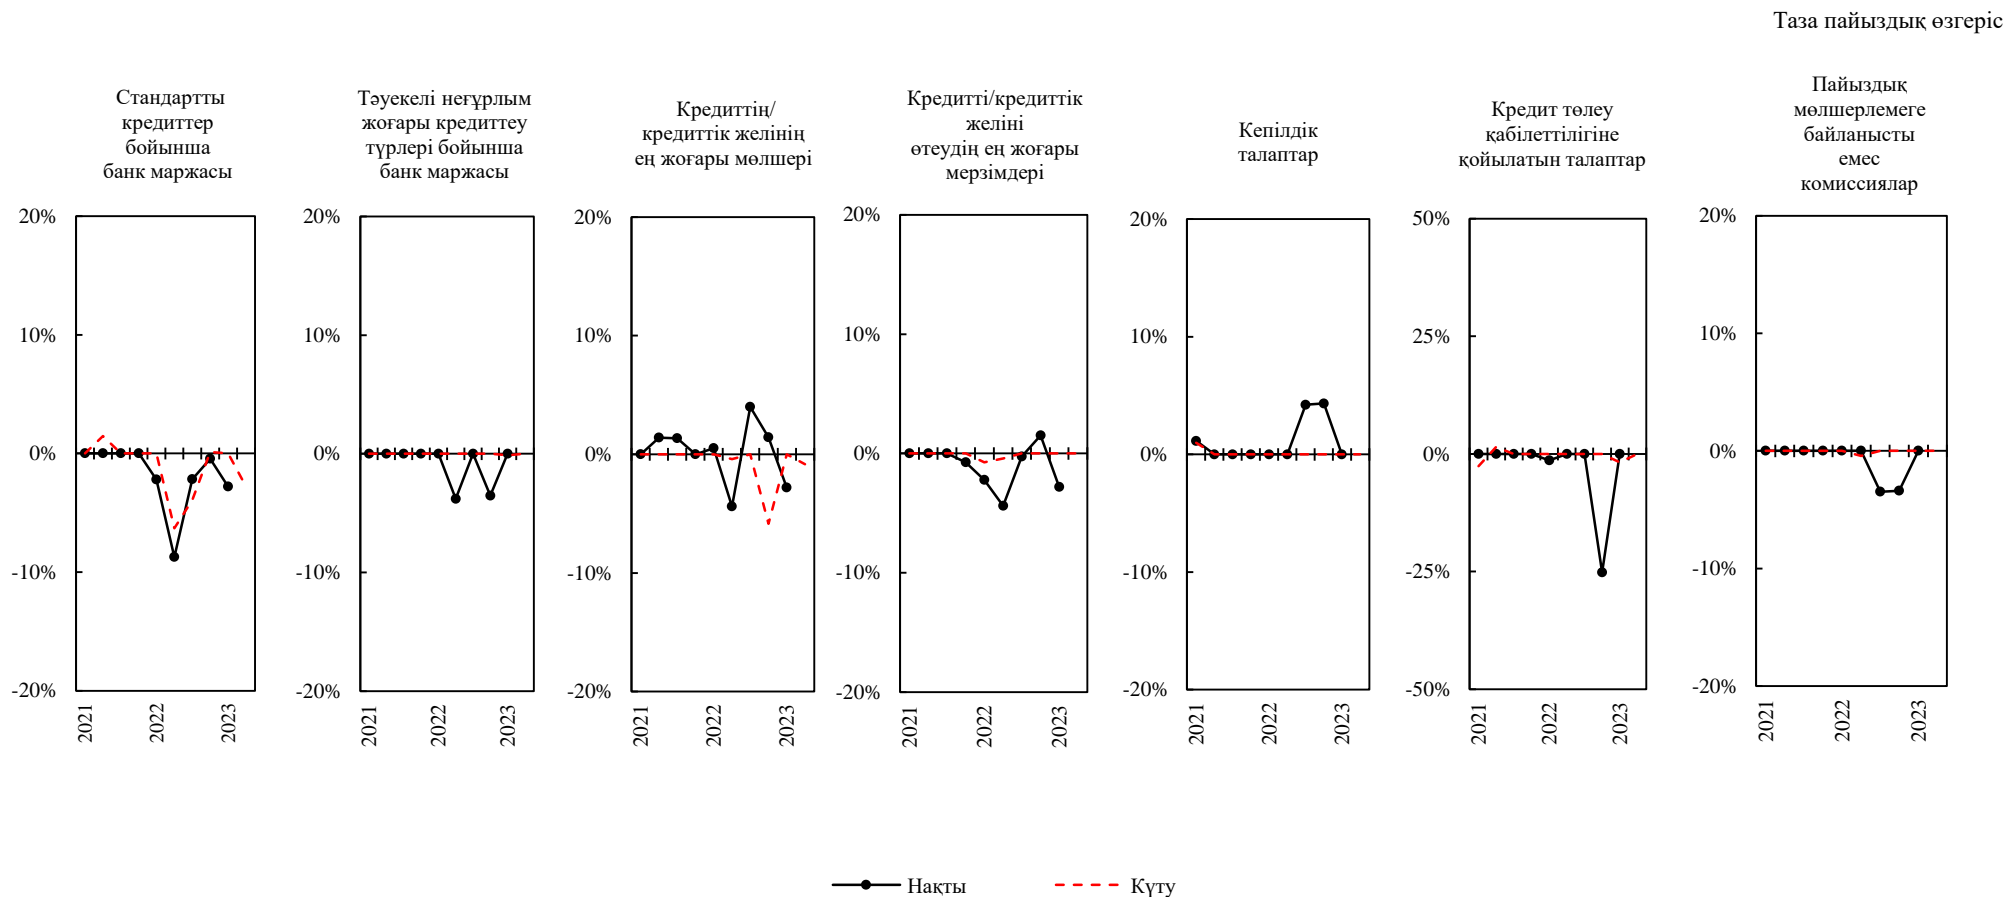 Таза пайыздық өзгеріс
Стандартты
кредиттер
бойынша
банк маржасы
20%
10%
0%
-10%
-20%
2021
2022
2023
Тәуекелі неғұрлым
жоғары кредиттеу
түрлері бойынша
банк маржасы
20%
10%
0%
-10%
-20%
2021
2022
2023
Кредиттің/
кредиттік желінің
ең жоғары мөлшері
20%
10%
0%
-10%
-20%
2021
2022
2023
Кредитті/кредиттік
желіні
өтеудің ең жоғары
мерзімдері
20%
10%
0%
-10%
-20%
2021
2022
2023
Кепілдік
талаптар
20%
10%
0%
-10%
-20%
2021
2022
2023
Кредит төлеу
қабілеттілігіне
қойылатын талаптар
50%
25%
0%
-25%
-50%
2021
2022
2023
Пайыздық
мөлшерлемеге
байланысты
емес
комиссиялар
20%
10%
0%
-10%
-20%
2021
2022
2023
Нақты
Күту